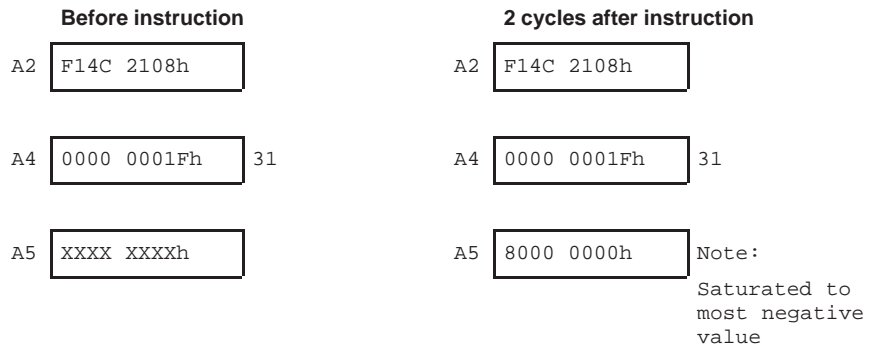 Before instruction 2 cycles after instruction
A2 F14C 2108h A2 F14C 2108h
A4 0000 0001Fh 31 A4 0000 0001Fh 31
A5 XXXX XXXXh A5 8000 0000h Note:
Saturated to
most negative
value